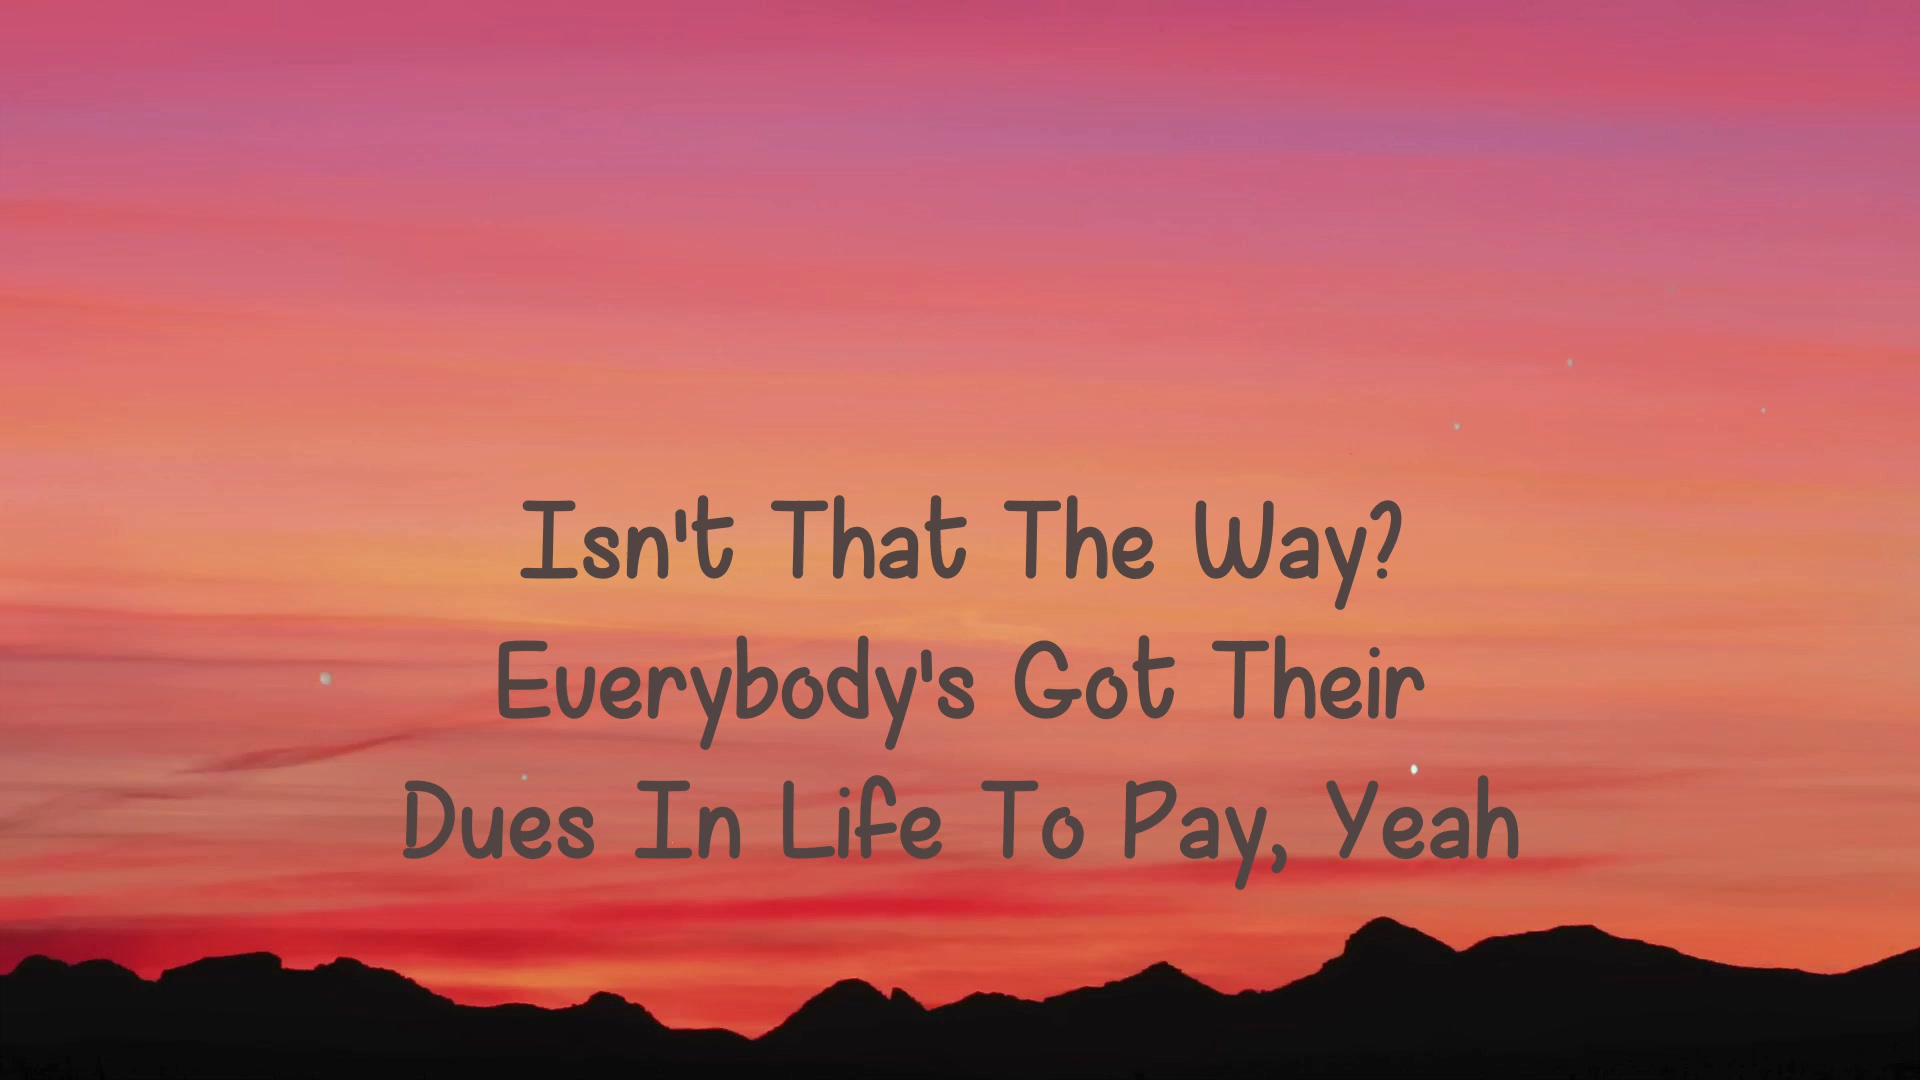 Isn't That The Way?
Everybody's Got Their
Dues In Life To Pay, Yeah